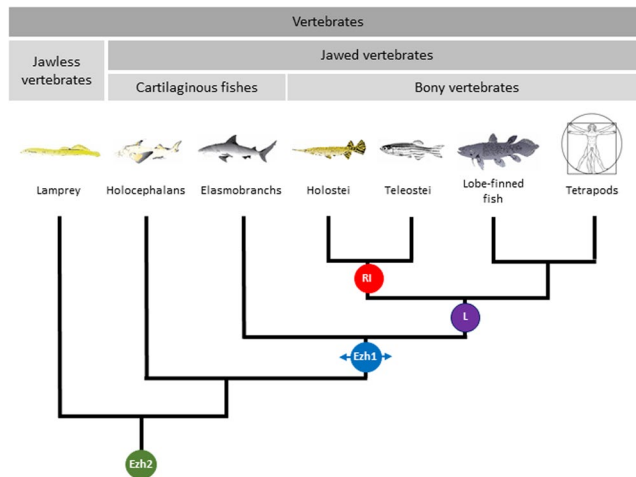 Vertebrates
Jawless
vertebrates
Jawed vertebrates
Cartilaginous fishes
Bony vertebrates
Lamprey
Holocephalans
Elasmobranchs
Holostei
Teleostei
Lobe-finned
fish
Tetrapods
RI
L
Ezh1
Ezh2